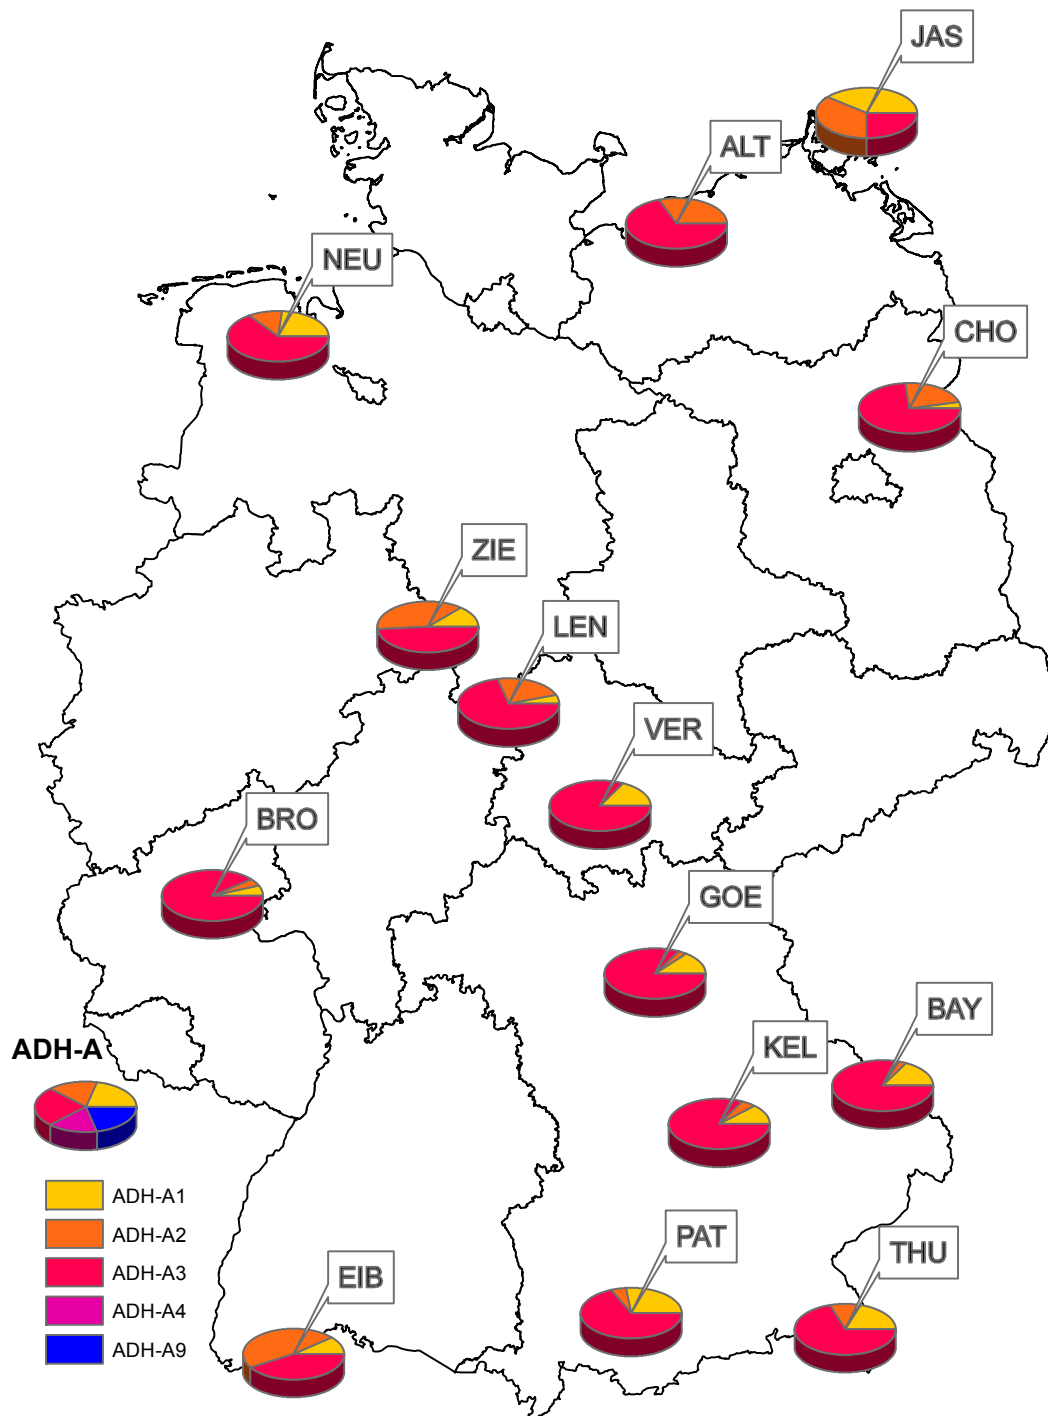 JAS
ALT
NEU
CHO
ZIE
LEN
VER
BRO
GOE
BAY
KEL
ADH-A
ADH-A1
ADH-A2
ADH-A3
ADH-A4
ADH-A9
PAT
THU
EIB